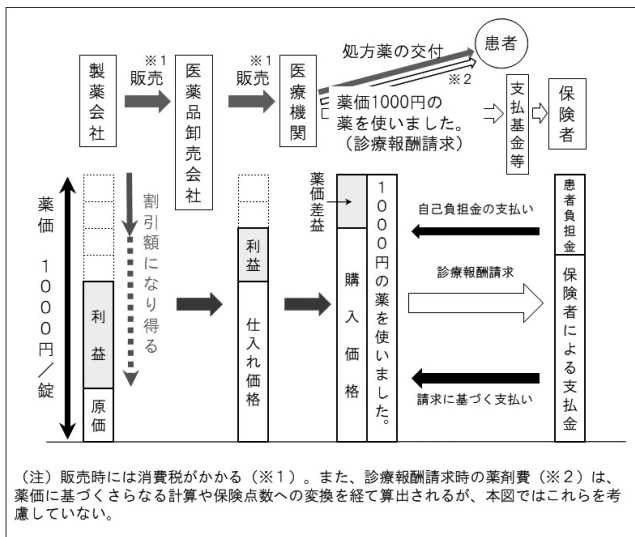 患者
処方薬の交付
※2
製薬会社
※1
販売
医薬品卸売会社
※1
販売
医療機関
薬価1000円の
薬を使いました。
（診療報酬請求）
支払基金等
保険者
薬価 1000円／錠
利益
原価
割引額になり得る
利益
仕入れ価格
薬価差益
購入価格
1000円の薬を使いました。
自己負担金の支払い
診療報酬請求
請求に基づく支払い
患者負担金
保険者による支払金
（注）販売時には消費税がかかる（※1）。また、診療報酬請求時の薬剤費（※2）は、
薬価に基づくさらなる計算や保険点数への変換を経て算出されるが、本図ではこれらを考
慮していない。